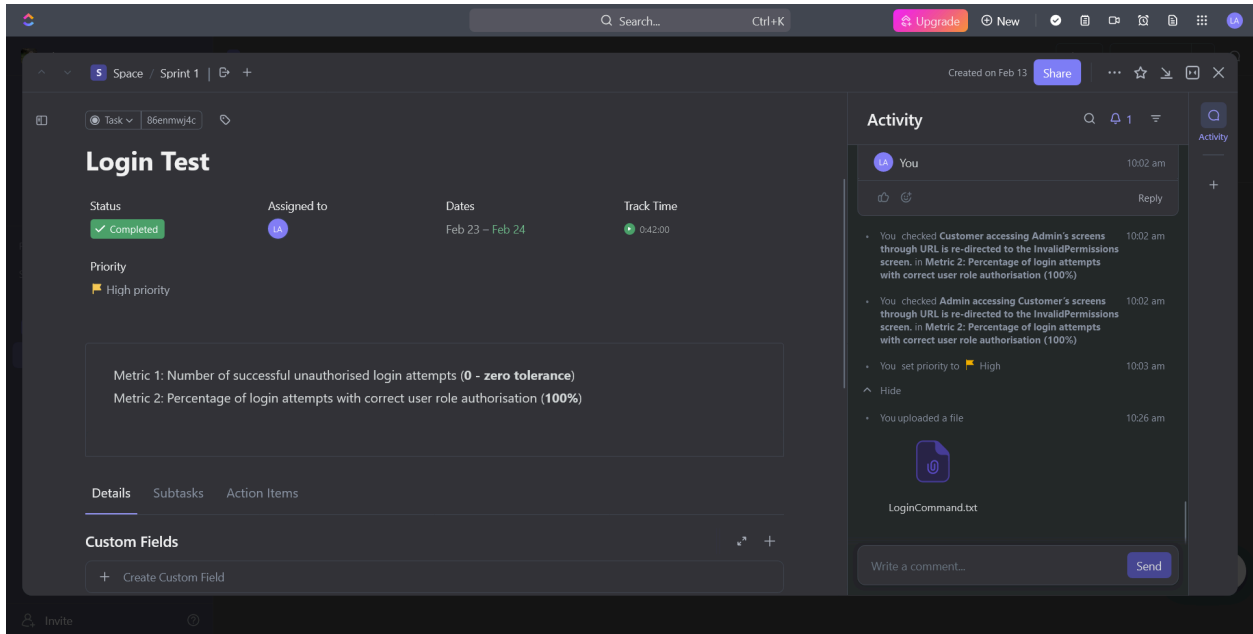 Search... Ctrl+K
Upgrade
New
LA
S Space / Sprint 1 |
Created on Feb 13 Share
Task 86enmwj4c
Login Test
Status
Completed
Assigned to
LA
Dates
Feb 23 – Feb 24
Track Time
0:42:00
Priority
High priority
Metric 1: Number of successful unauthorised login attempts (0 - zero tolerance)
Metric 2: Percentage of login attempts with correct user role authorisation (100%)
Details Subtasks Action Items
Custom Fields
Create Custom Field
Activity
1
LA You 10:02 am
Reply
You checked Customer accessing Admin's screens 10:02 am
through URL is re-directed to the InvalidPermissions
screen. in Metric 2: Percentage of login attempts
with correct user role authorisation (100%)
You checked Admin accessing Customer's screens 10:02 am
through URL is re-directed to the InvalidPermissions
screen. in Metric 2: Percentage of login attempts
with correct user role authorisation (100%)
You set priority to High 10:03 am
Hide
You uploaded a file 10:26 am
LoginCommand.txt
Write a comment... Send
Activity
Invite